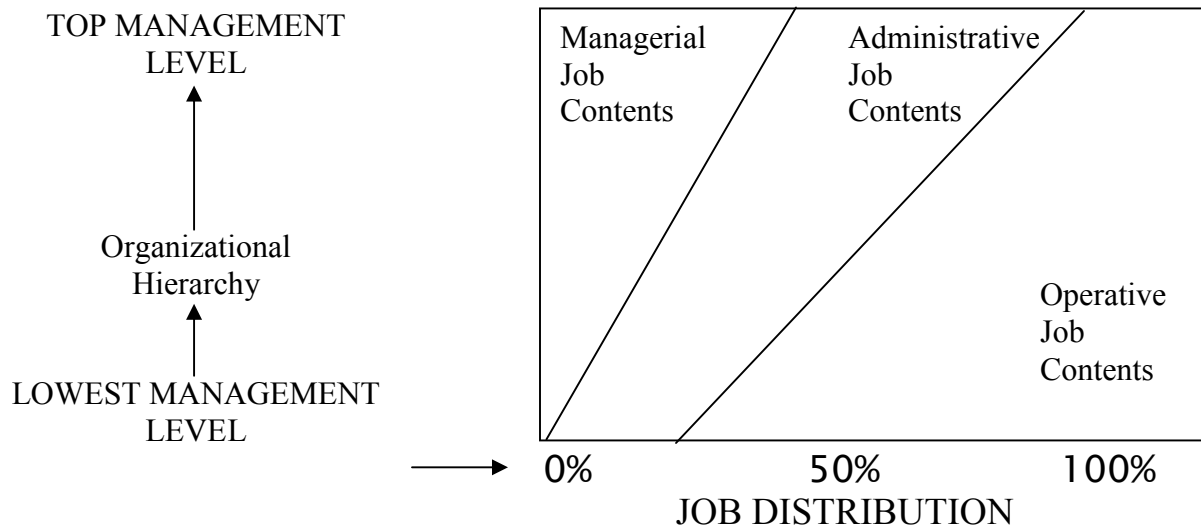 TOP MANAGEMENT
LEVEL
Organizational
Hierarchy
LOWEST MANAGEMENT
LEVEL
Managerial
Job
Contents
Administrative
Job
Contents
Operative
Job
Contents
0% 50% 100%
JOB DISTRIBUTION